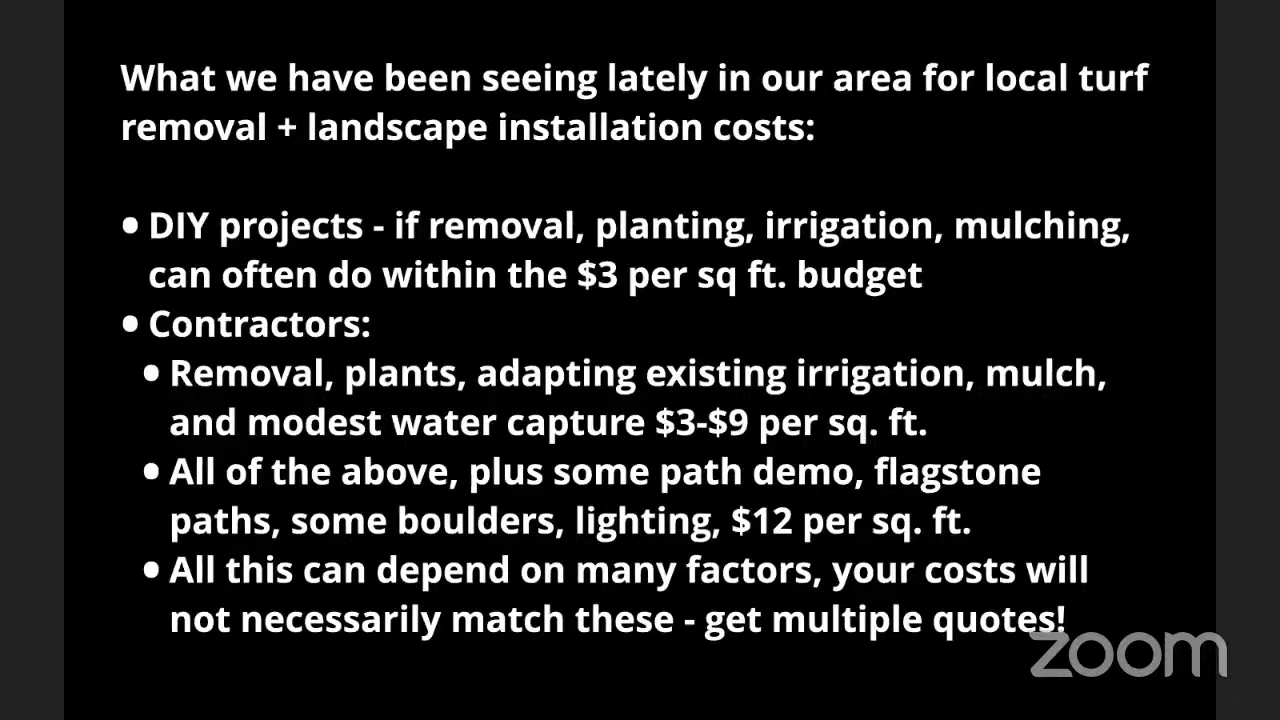 What we have been seeing lately in our area for local turf
removal + landscape installation costs:
• DIY projects - if removal, planting, irrigation, mulching,
can often do within the $3 per sq ft. budget
• Contractors:
• Removal, plants, adapting existing irrigation, mulch,
and modest water capture $3-$9 per sq. ft.
• All of the above, plus some path demo, flagstone
paths, some boulders, lighting, $12 per sq. ft.
• All this can depend on many factors, your costs will
not necessarily match these - get multiple quotes!
zoom